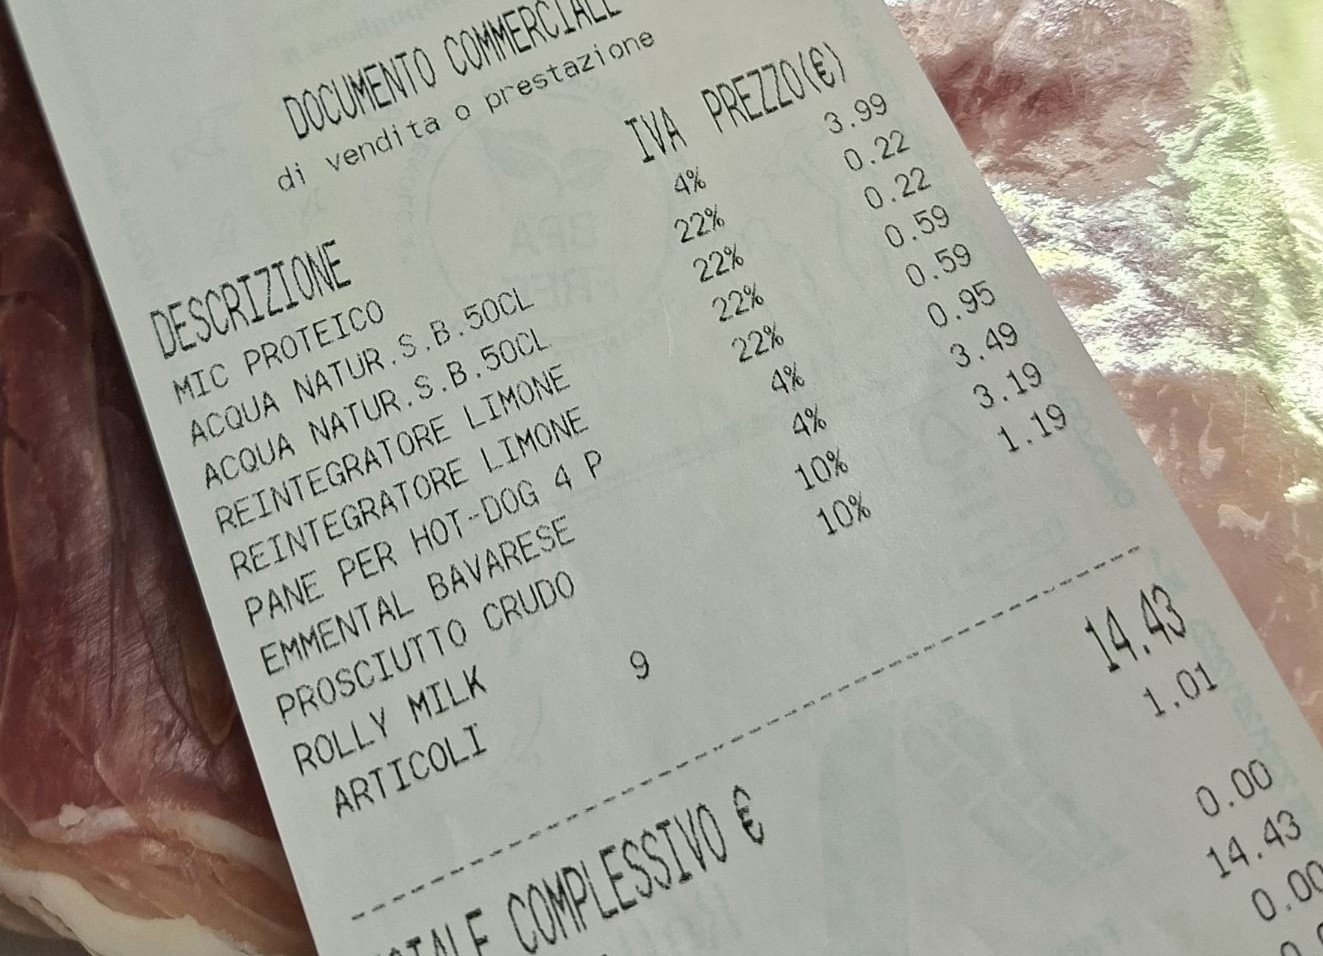 DOCUMENTO COMMERCIALE
di vendita o prestazione
DESCRIZIONE IVA PREZZO(€)
MIC PROTEICO 4% 3.99
ACQUA NATUR.S.B.50CL 22% 0.22
ACQUA NATUR.S.B.50CL 22% 0.22
REINTEGRATORE LIMONE 22% 0.59
REINTEGRATORE LIMONE 22% 0.59
PANE PER HOT-DOG 4 P 4% 0.95
EMMENTAL BAVARESE 4% 3.49
PROSCIUTTO CRUDO 10% 3.19
ROLLY MILK 10% 1.19
ARTICOLI 9
TOTALE COMPLESSIVO € 14.43
1.01
0.00
14.43
0.00